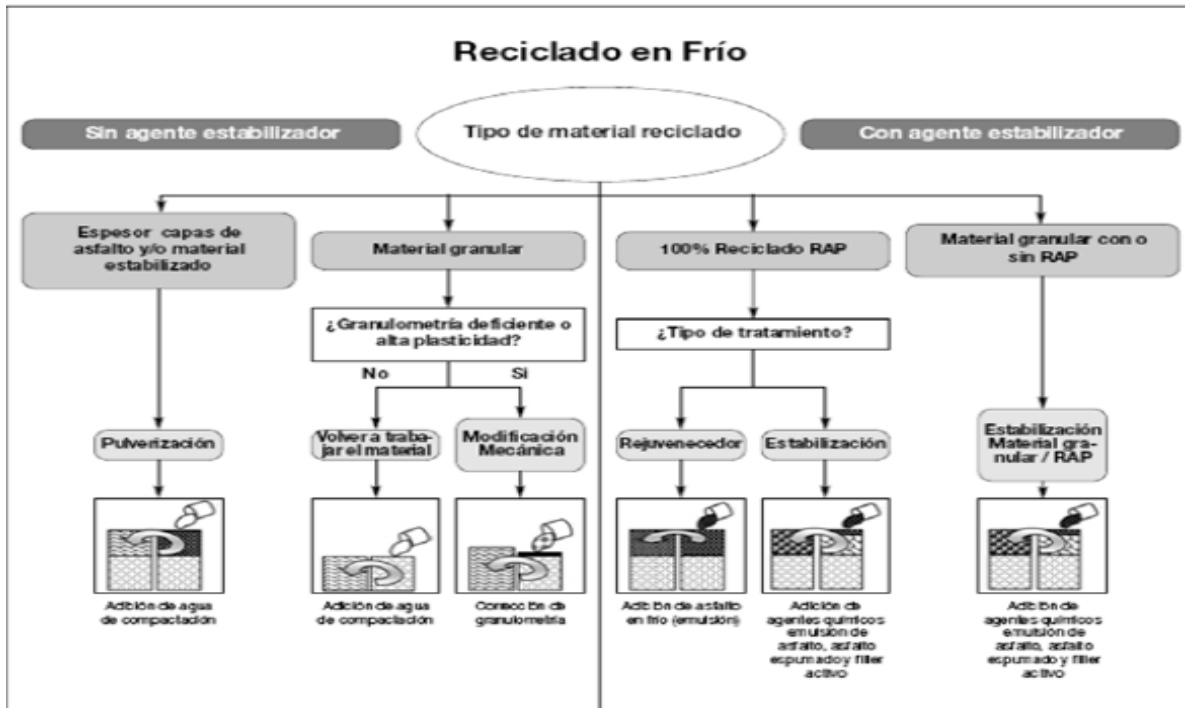 Reciclado en Frío
Sin agente estabilizador
Tipo de material reciclado
Con agente estabilizador
Espesor capas de
asfalto y/o material
estabilizado
Material granular
100% Reciclado RAP
Material granular con o
sin RAP
¿Granulometría deficiente o
alta plasticidad?
¿Tipo de tratamiento?
No
Si
Pulverización
Volver a traba-
jar el material
Modificación
Mecánica
Rejuvenecedor
Estabilización
Estabilización
Material gra-
nular / RAP
Adición de agua
de compactación
Adición de agua
de compactación
Corrección de
granulometría
Adición de asfalto
en frío (emulsión)
Adición de
agentes químicos
emulsión de
asfalto, asfalto
espumado y filler
activo
Adición de
agentes químicos
emulsión de
asfalto, asfalto
espumado y filler
activo